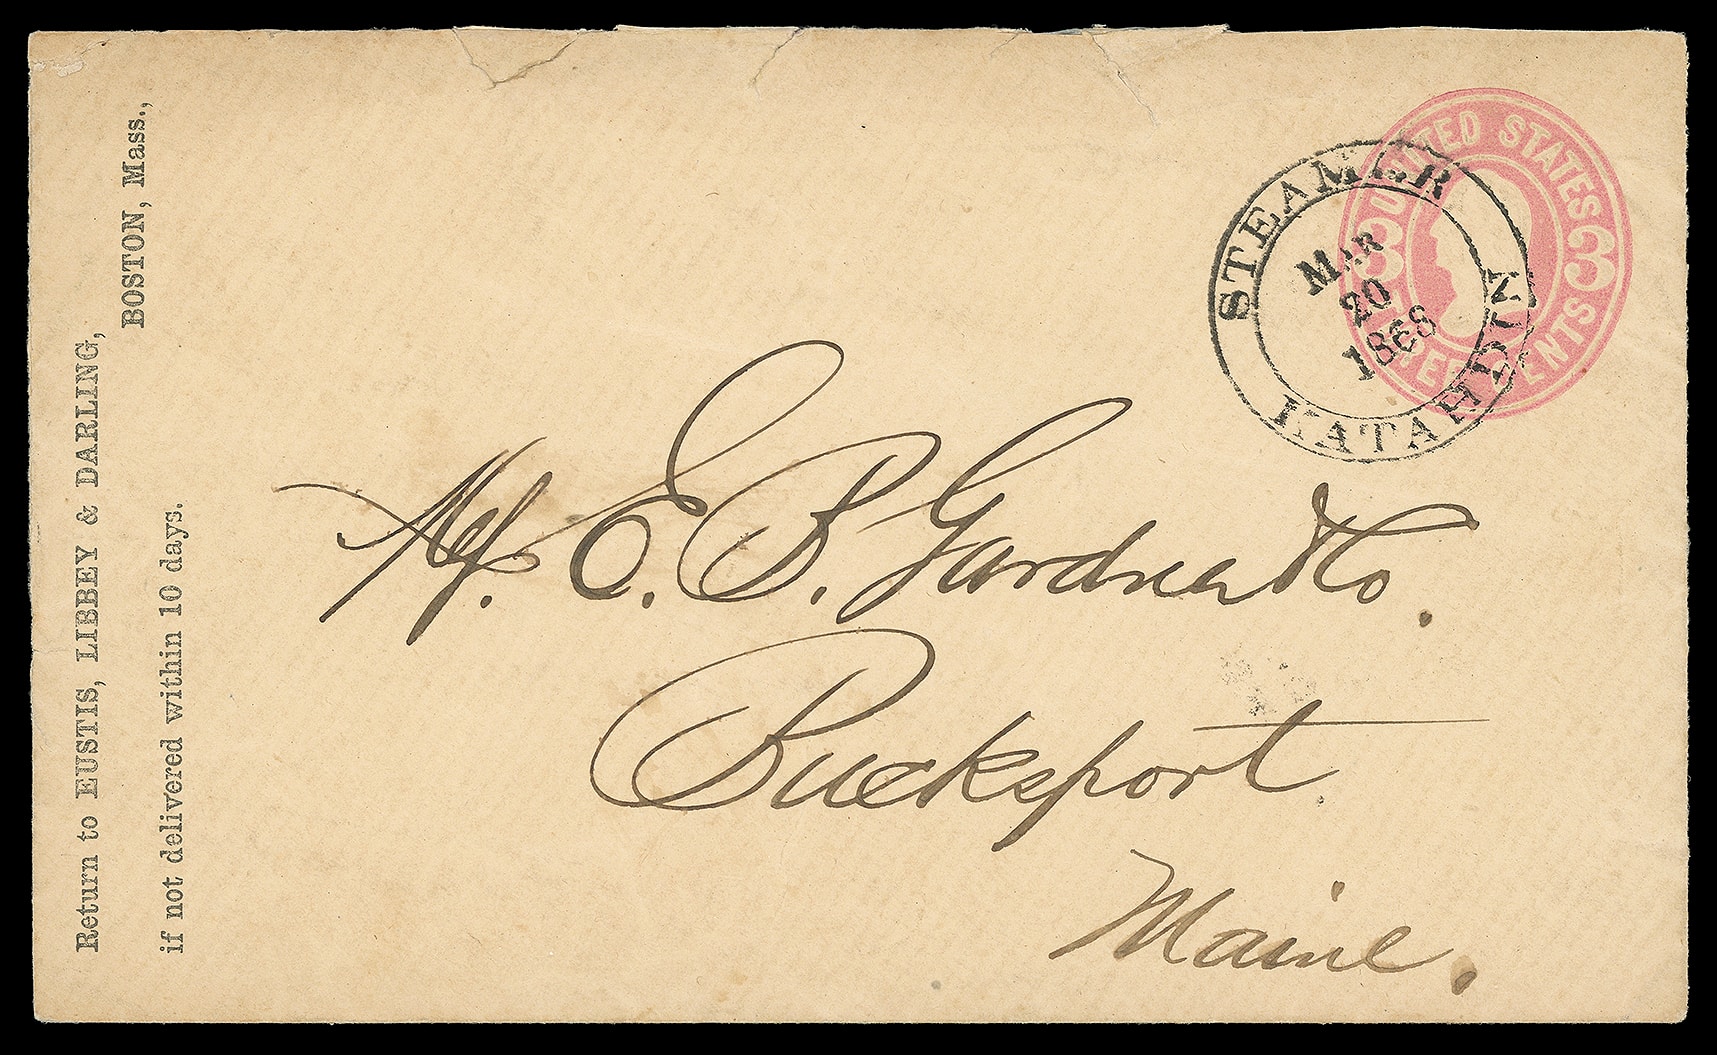 Return to EUSTIS, LIBBEY & DARLING,
BOSTON, Mass.,
if not delivered within 10 days.
UNITED STATES
3 3
THREE CENTS
STEAMER
MAR
20
1868
KATAHDIN
E. B. Gardner & Co.
Bucksport.
Maine.